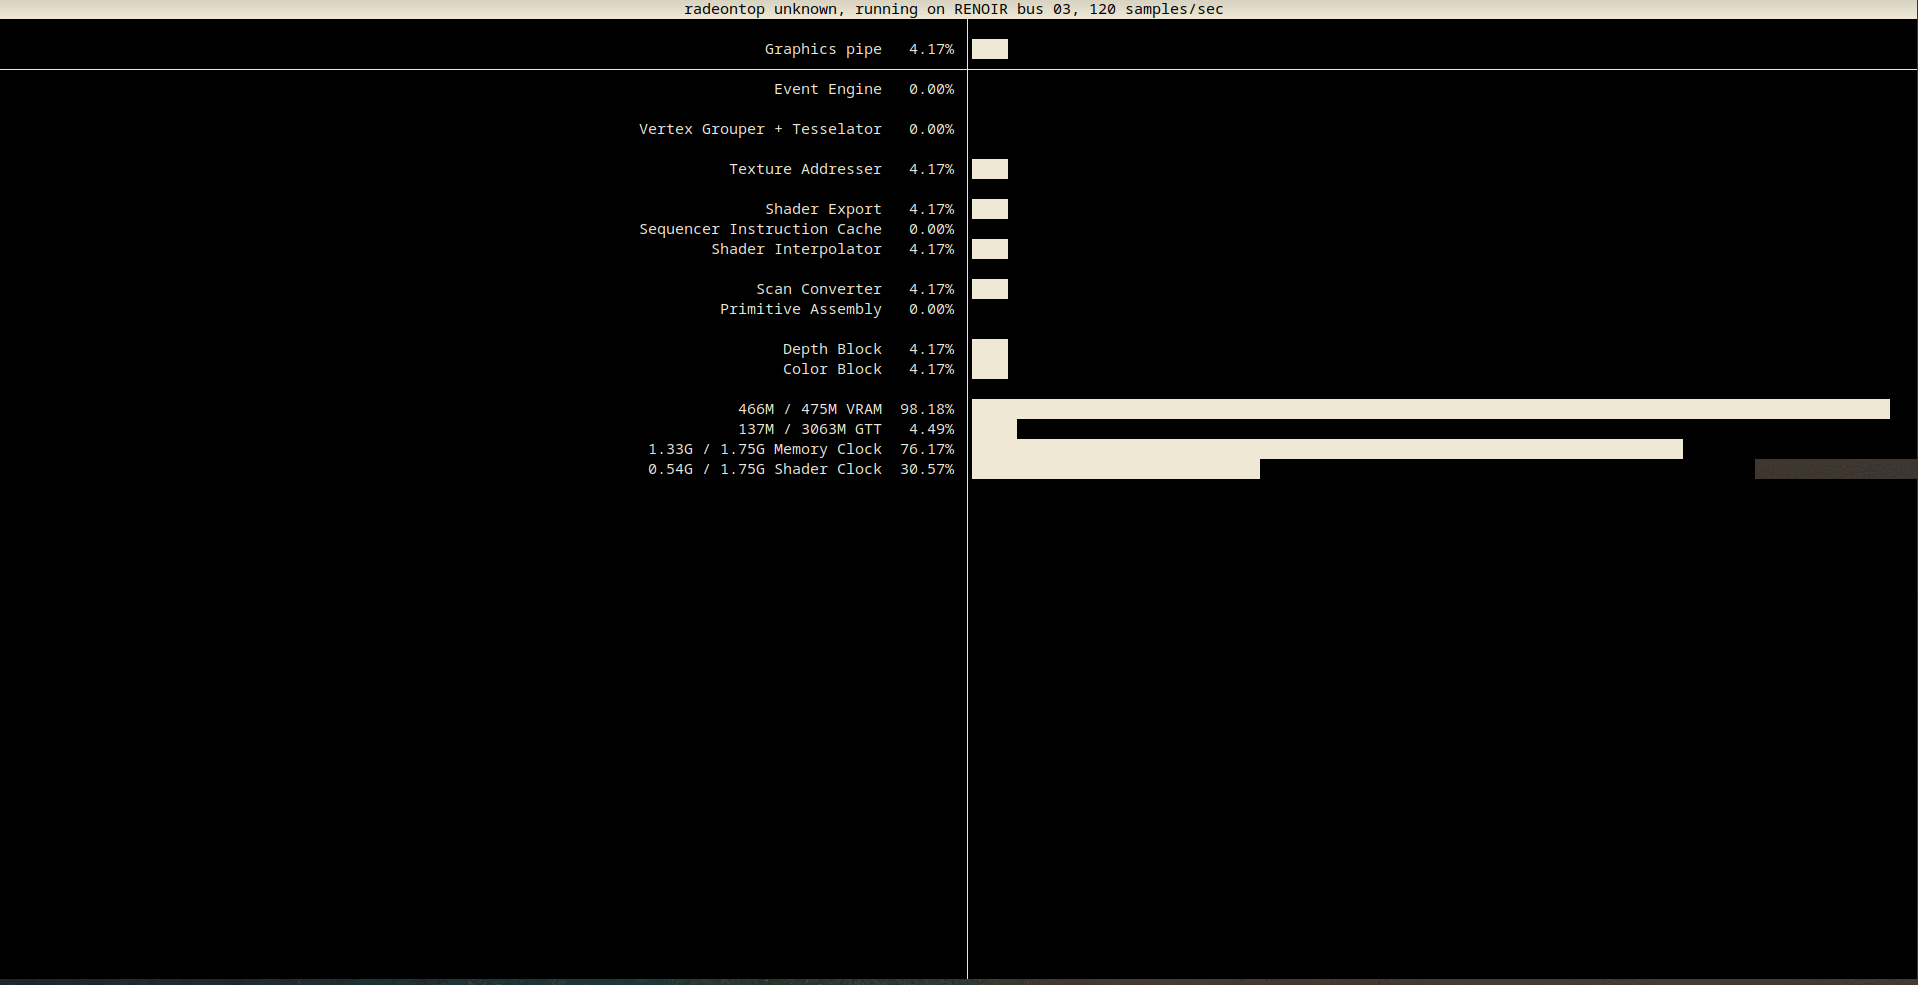 radeontop unknown, running on RENOIR bus 03, 120 samples/sec
Graphics pipe 4.17%
Event Engine 0.00%
Vertex Grouper + Tesselator 0.00%
Texture Addresser 4.17%
Shader Export 4.17%
Sequencer Instruction Cache 0.00%
Shader Interpolator 4.17%
Scan Converter 4.17%
Primitive Assembly 0.00%
Depth Block 4.17%
Color Block 4.17%
466M / 475M VRAM 98.18%
137M / 3063M GTT 4.49%
1.33G / 1.75G Memory Clock 76.17%
0.54G / 1.75G Shader Clock 30.57%